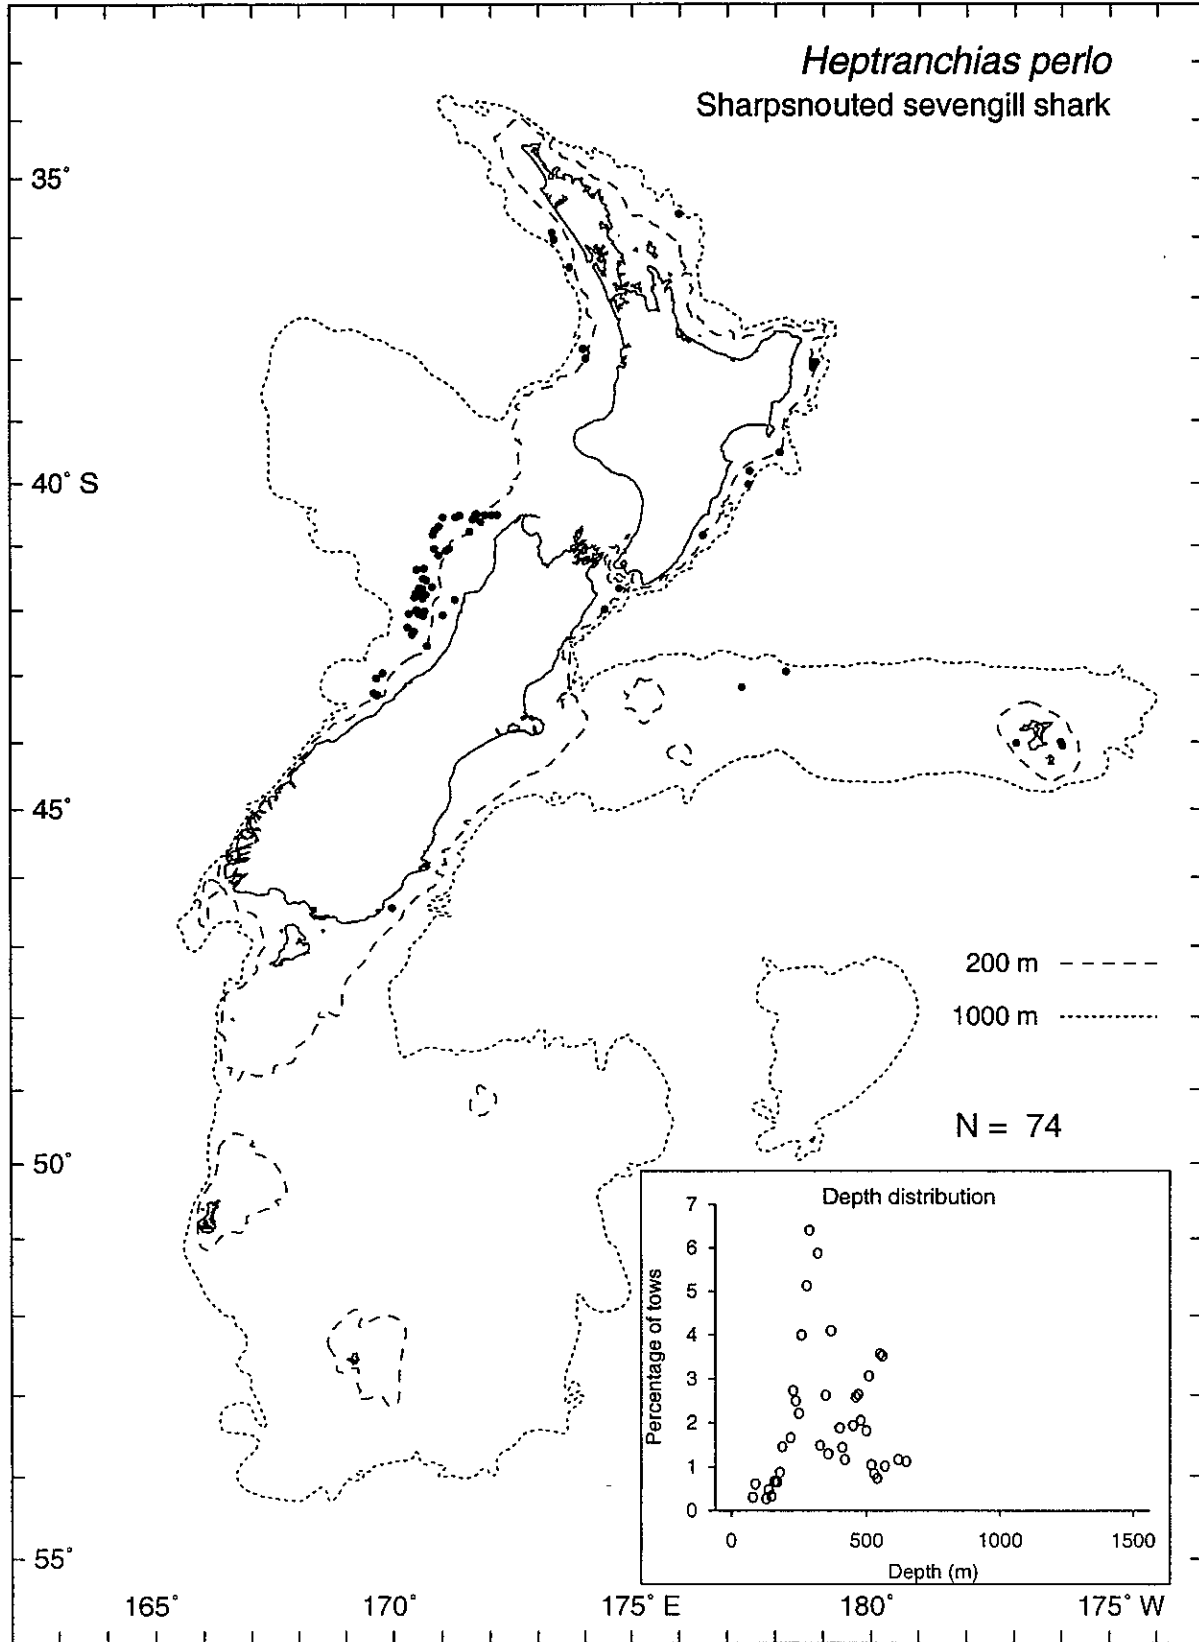 Heptranchias perlo
Sharpsnouted sevengill shark
35°
40° S
45°
50°
55°
200 m
1000 m
N = 74
Depth distribution
Percentage of tows
7
6
5
4
3
2
1
0
0 500 1000 1500
Depth (m)
165° 170° 175° E 180° 175° W